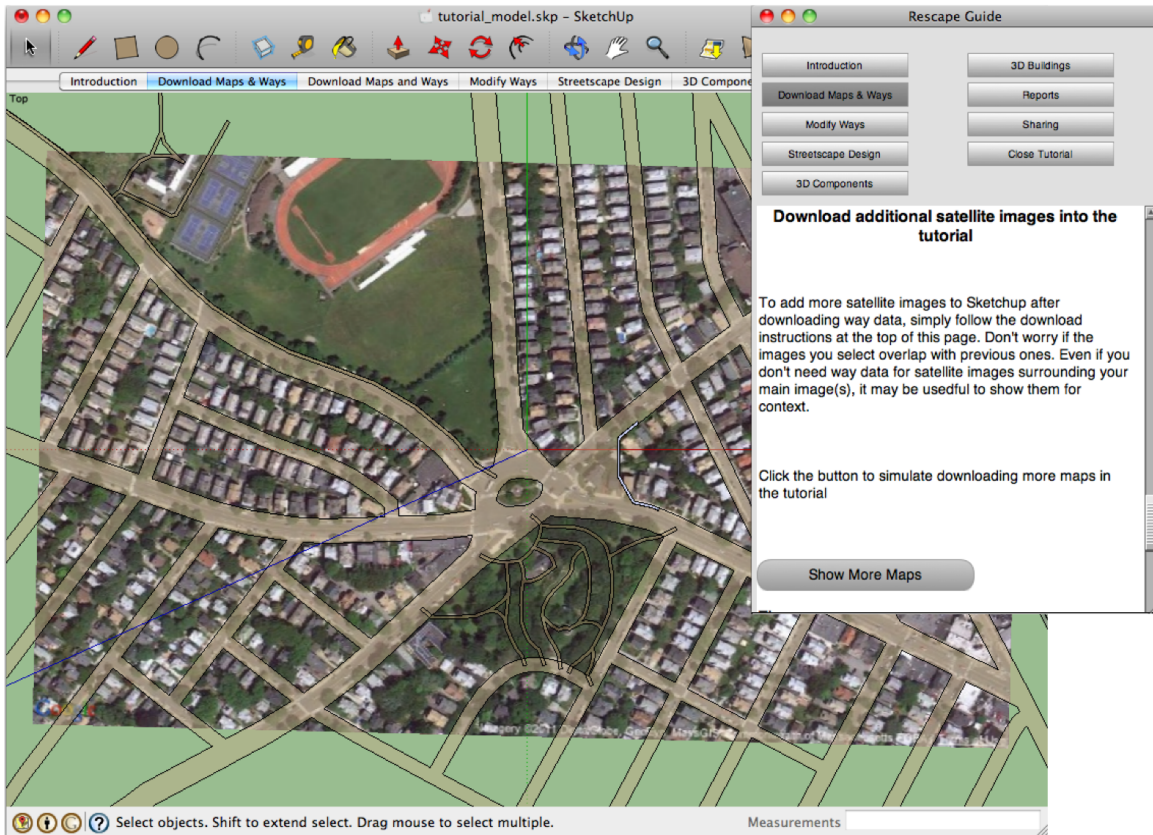 tutorial_model.skp – SketchUp
Introduction
Download Maps & Ways
Download Maps and Ways
Modify Ways
Streetscape Design
3D Compone
Top
Rescape Guide
Introduction
3D Buildings
Download Maps & Ways
Reports
Modify Ways
Sharing
Streetscape Design
Close Tutorial
3D Components
Download additional satellite images into the
tutorial
To add more satellite images to Sketchup after
downloading way data, simply follow the download
instructions at the top of this page. Don't worry if the
images you select overlap with previous ones. Even if you
don't need way data for satellite images surrounding your
main image(s), it may be usedful to show them for
context.
Click the button to simulate downloading more maps in
the tutorial
Show More Maps
Select objects. Shift to extend select. Drag mouse to select multiple.
Measurements